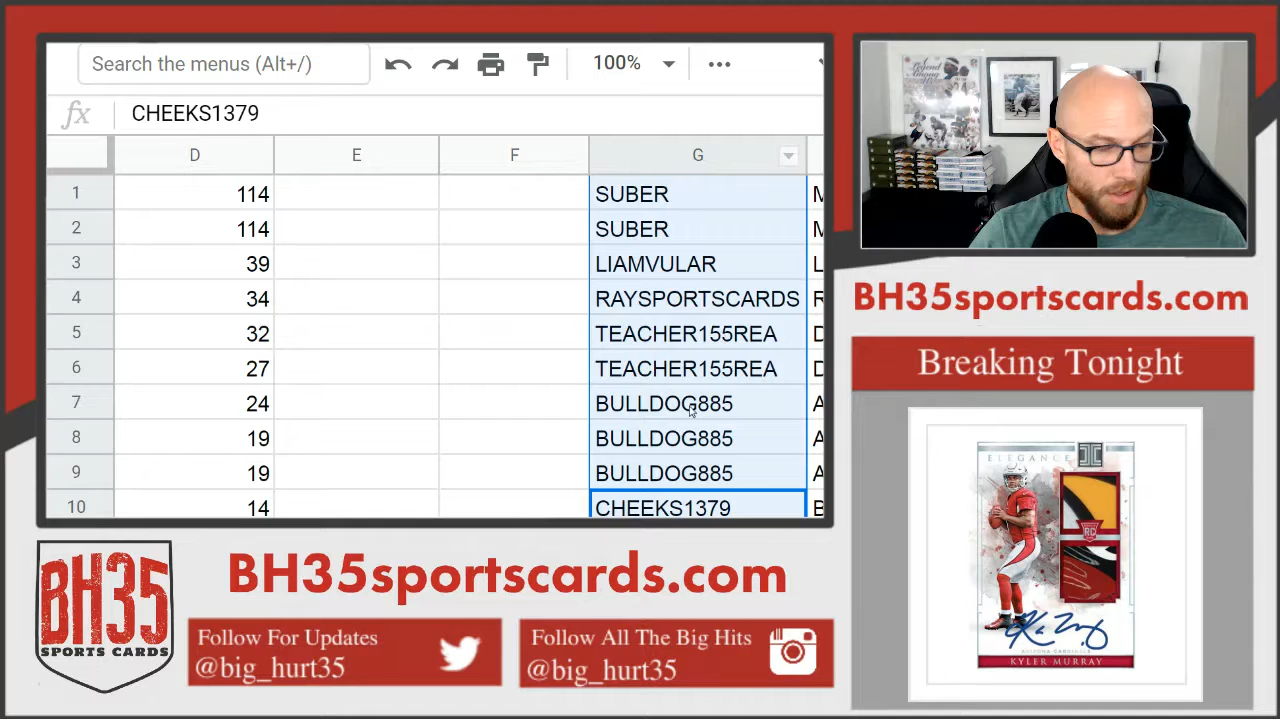 Search the menus (Alt+/)
100%
fx
CHEEKS1379
D E F G
1 114 SUBER M
2 114 SUBER M
3 39 LIAMVULAR L
4 34 RAYSPORTSCARDS R
5 32 TEACHER155REA D
6 27 TEACHER155REA D
7 24 BULLDOG885 A
8 19 BULLDOG885 A
9 19 BULLDOG885 A
10 14 CHEEKS1379 B
BH35sportscards.com
Breaking Tonight
ELEGANCE
RC
ARIZONA CARDINALS
KYLER MURRAY
BH35
SPORTS CARDS
BH35sportscards.com
Follow For Updates
@big_hurt35
Follow All The Big Hits
@big_hurt35